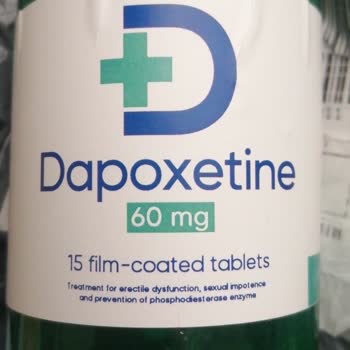 Dapoxetine
60 mg
15 film-coated tablets
Treatment for erectile dysfunction, sexual impotence
and prevention of phosphodiesterase enzyme